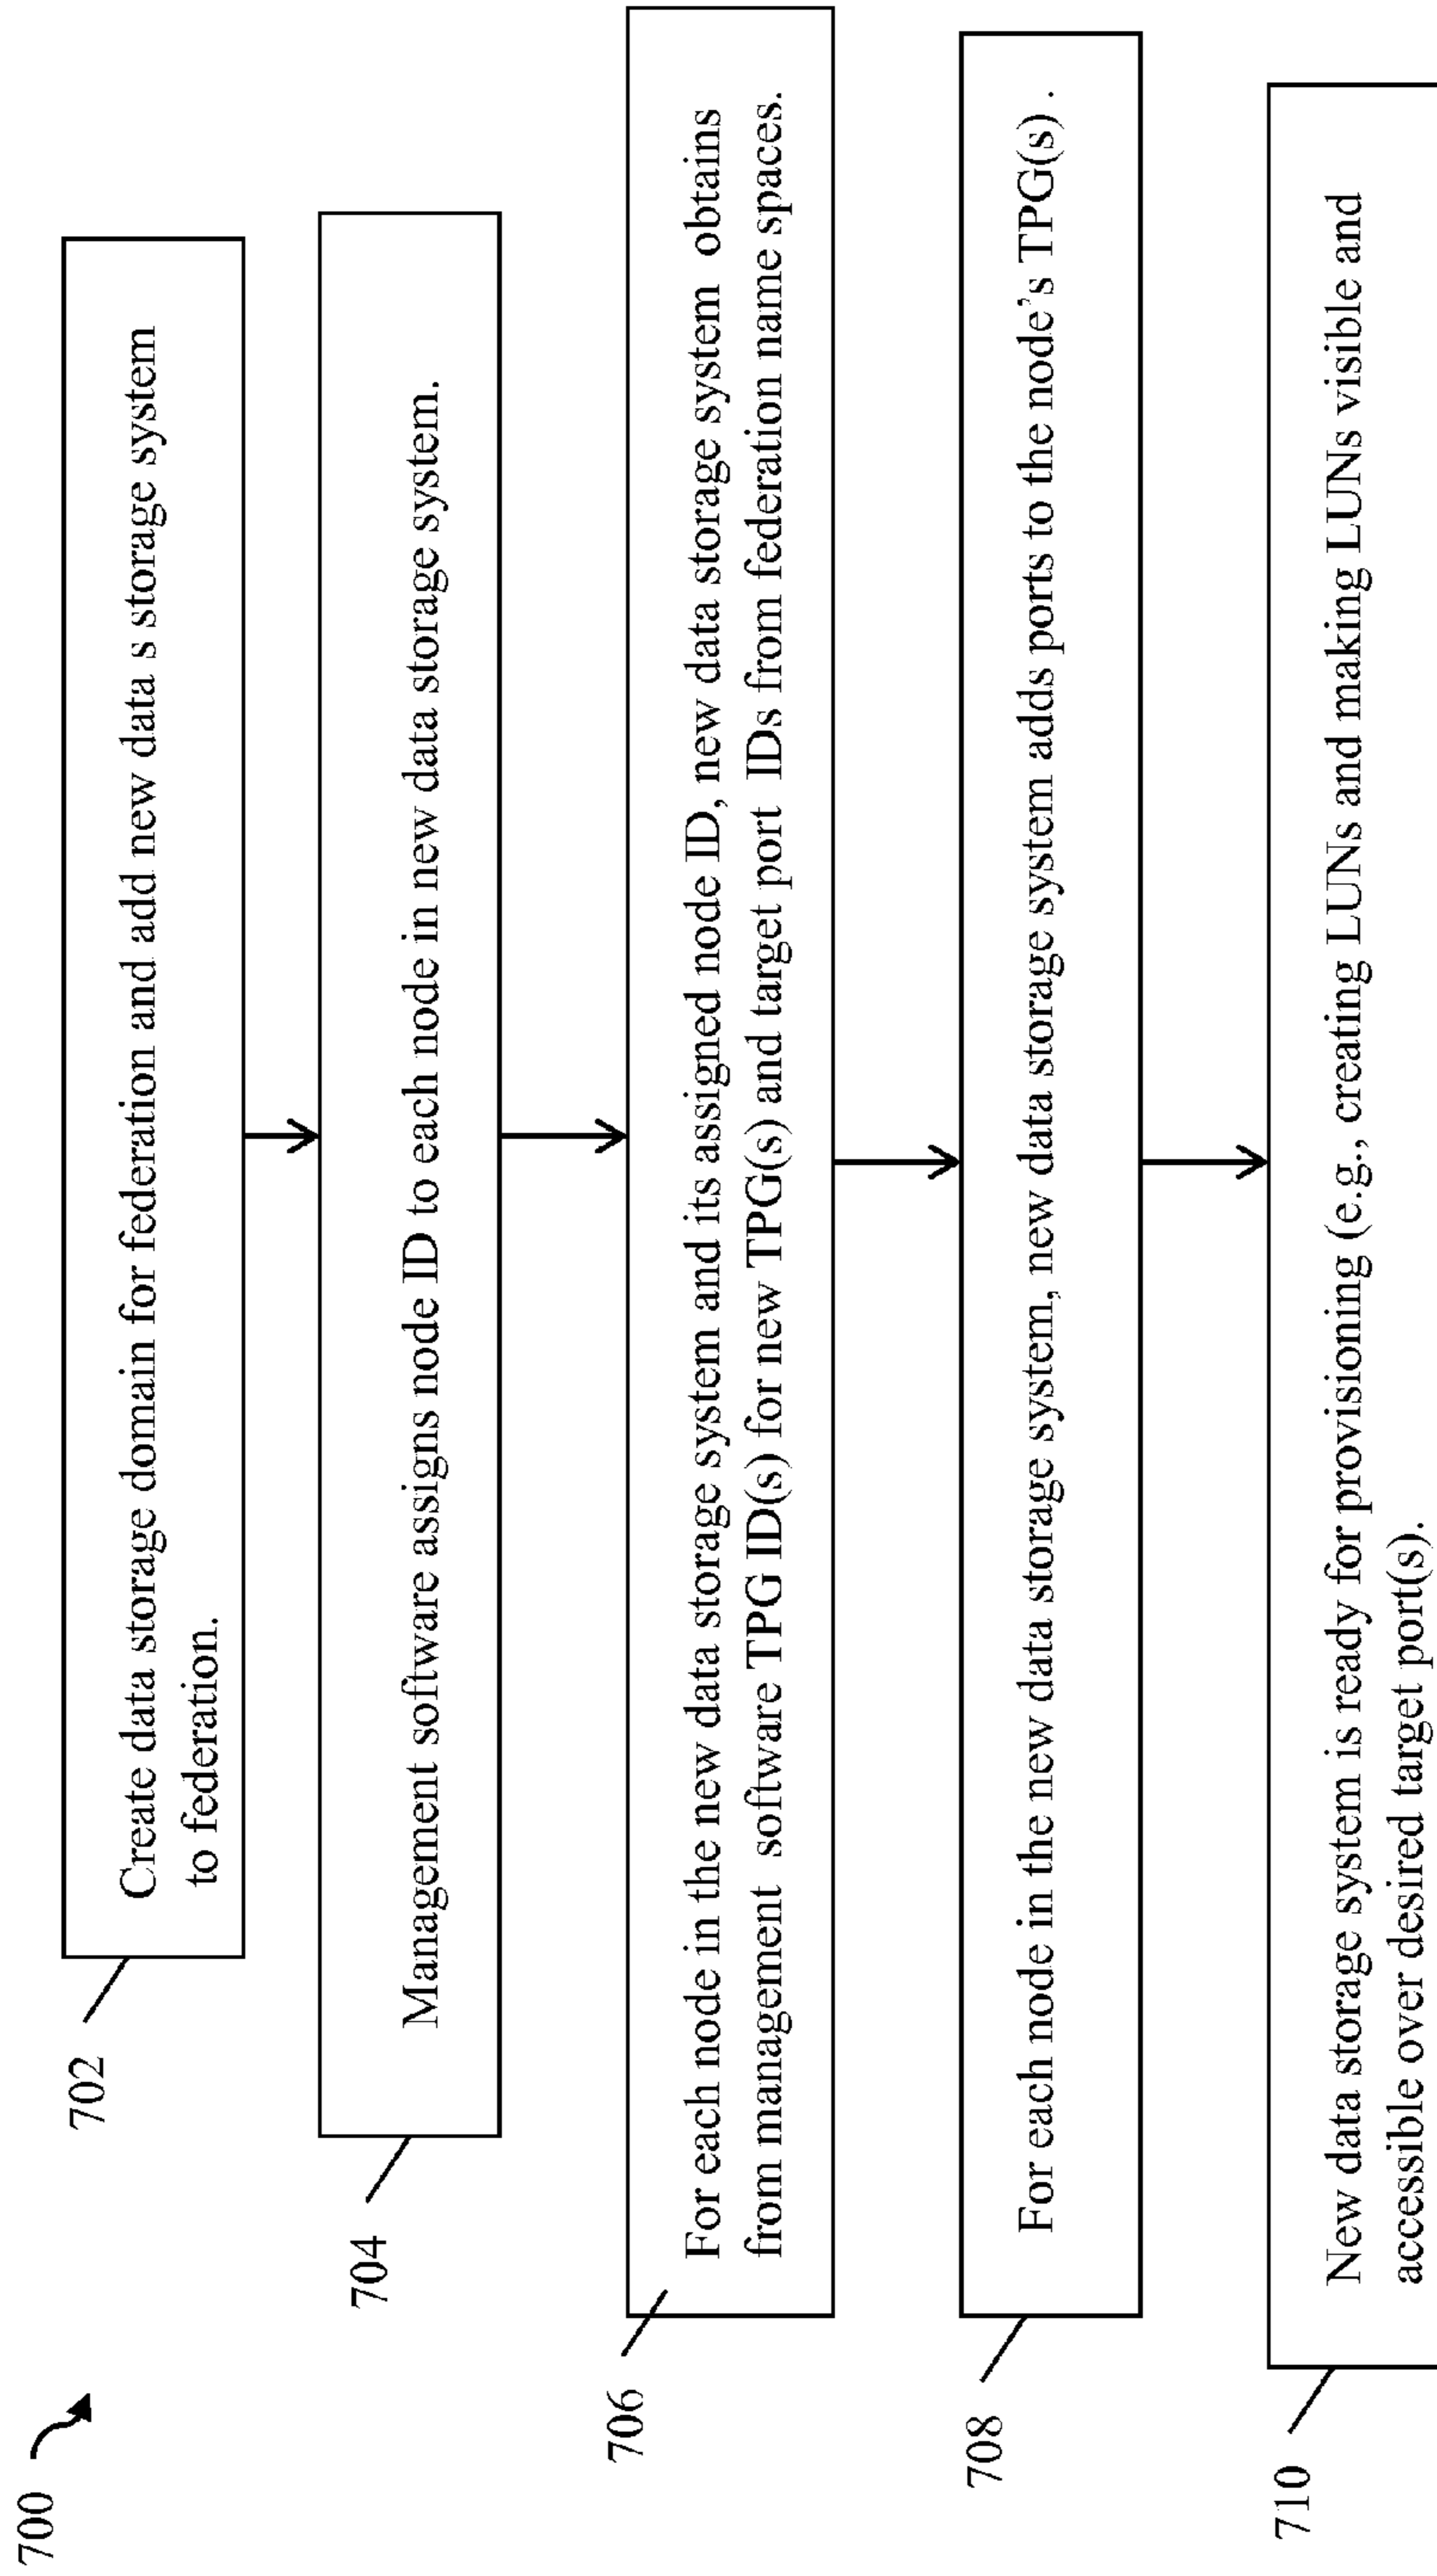 700
702
Create data storage domain for federation and add new data s storage system
to federation.
704
Management software assigns node ID to each node in new data storage system.
706
For each node in the new data storage system and its assigned node ID, new data storage system obtains
from management software TPG ID(s) for new TPG(s) and target port IDs from federation name spaces.
708
For each node in the new data storage system, new data storage system adds ports to the node's TPG(s) .
710
New data storage system is ready for provisioning (e.g., creating LUNs and making LUNs visible and
accessible over desired target port(s).